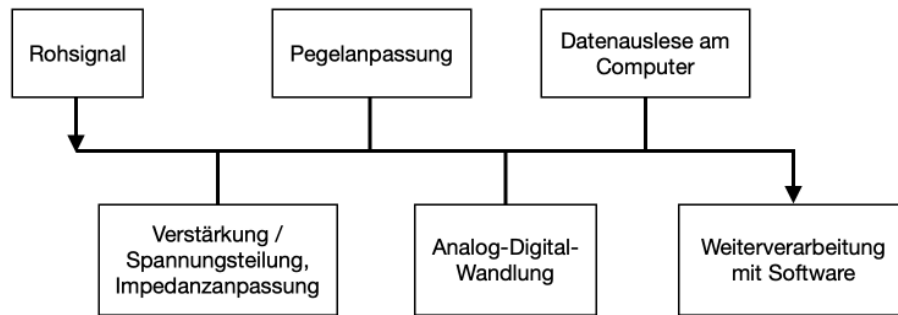 Rohsignal
Pegelanpassung
Datenauslese am
Computer
Verstärkung /
Spannungsteilung,
Impedanzanpassung
Analog-Digital-
Wandlung
Weiterverarbeitung
mit Software